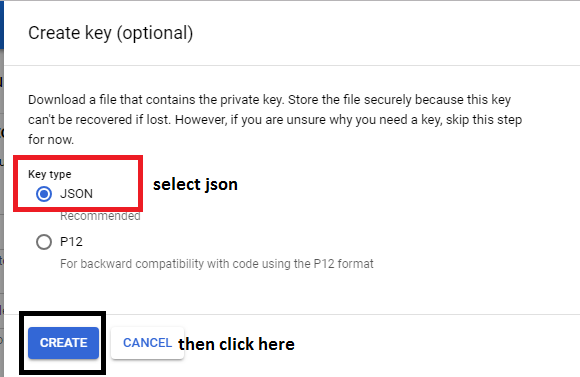 Create key (optional)
Download a file that contains the private key. Store the file securely because this key
can't be recovered if lost. However, if you are unsure why you need a key, skip this step
for now.
Key type
JSON select json
Recommended
P12
For backward compatibility with code using the P12 format
CREATE CANCEL then click here